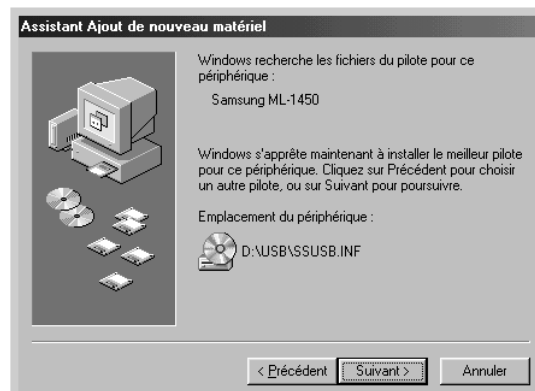 Assistant Ajout de nouveau matériel
Windows recherche les fichiers du pilote pour ce
périphérique :
Samsung ML-1450
Windows s'apprête maintenant à installer le meilleur pilote
pour ce périphérique. Cliquez sur Précédent pour choisir
un autre pilote, ou sur Suivant pour poursuivre.
Emplacement du périphérique :
D:\USB\SSUSB.INF
< Précédent Suivant > Annuler